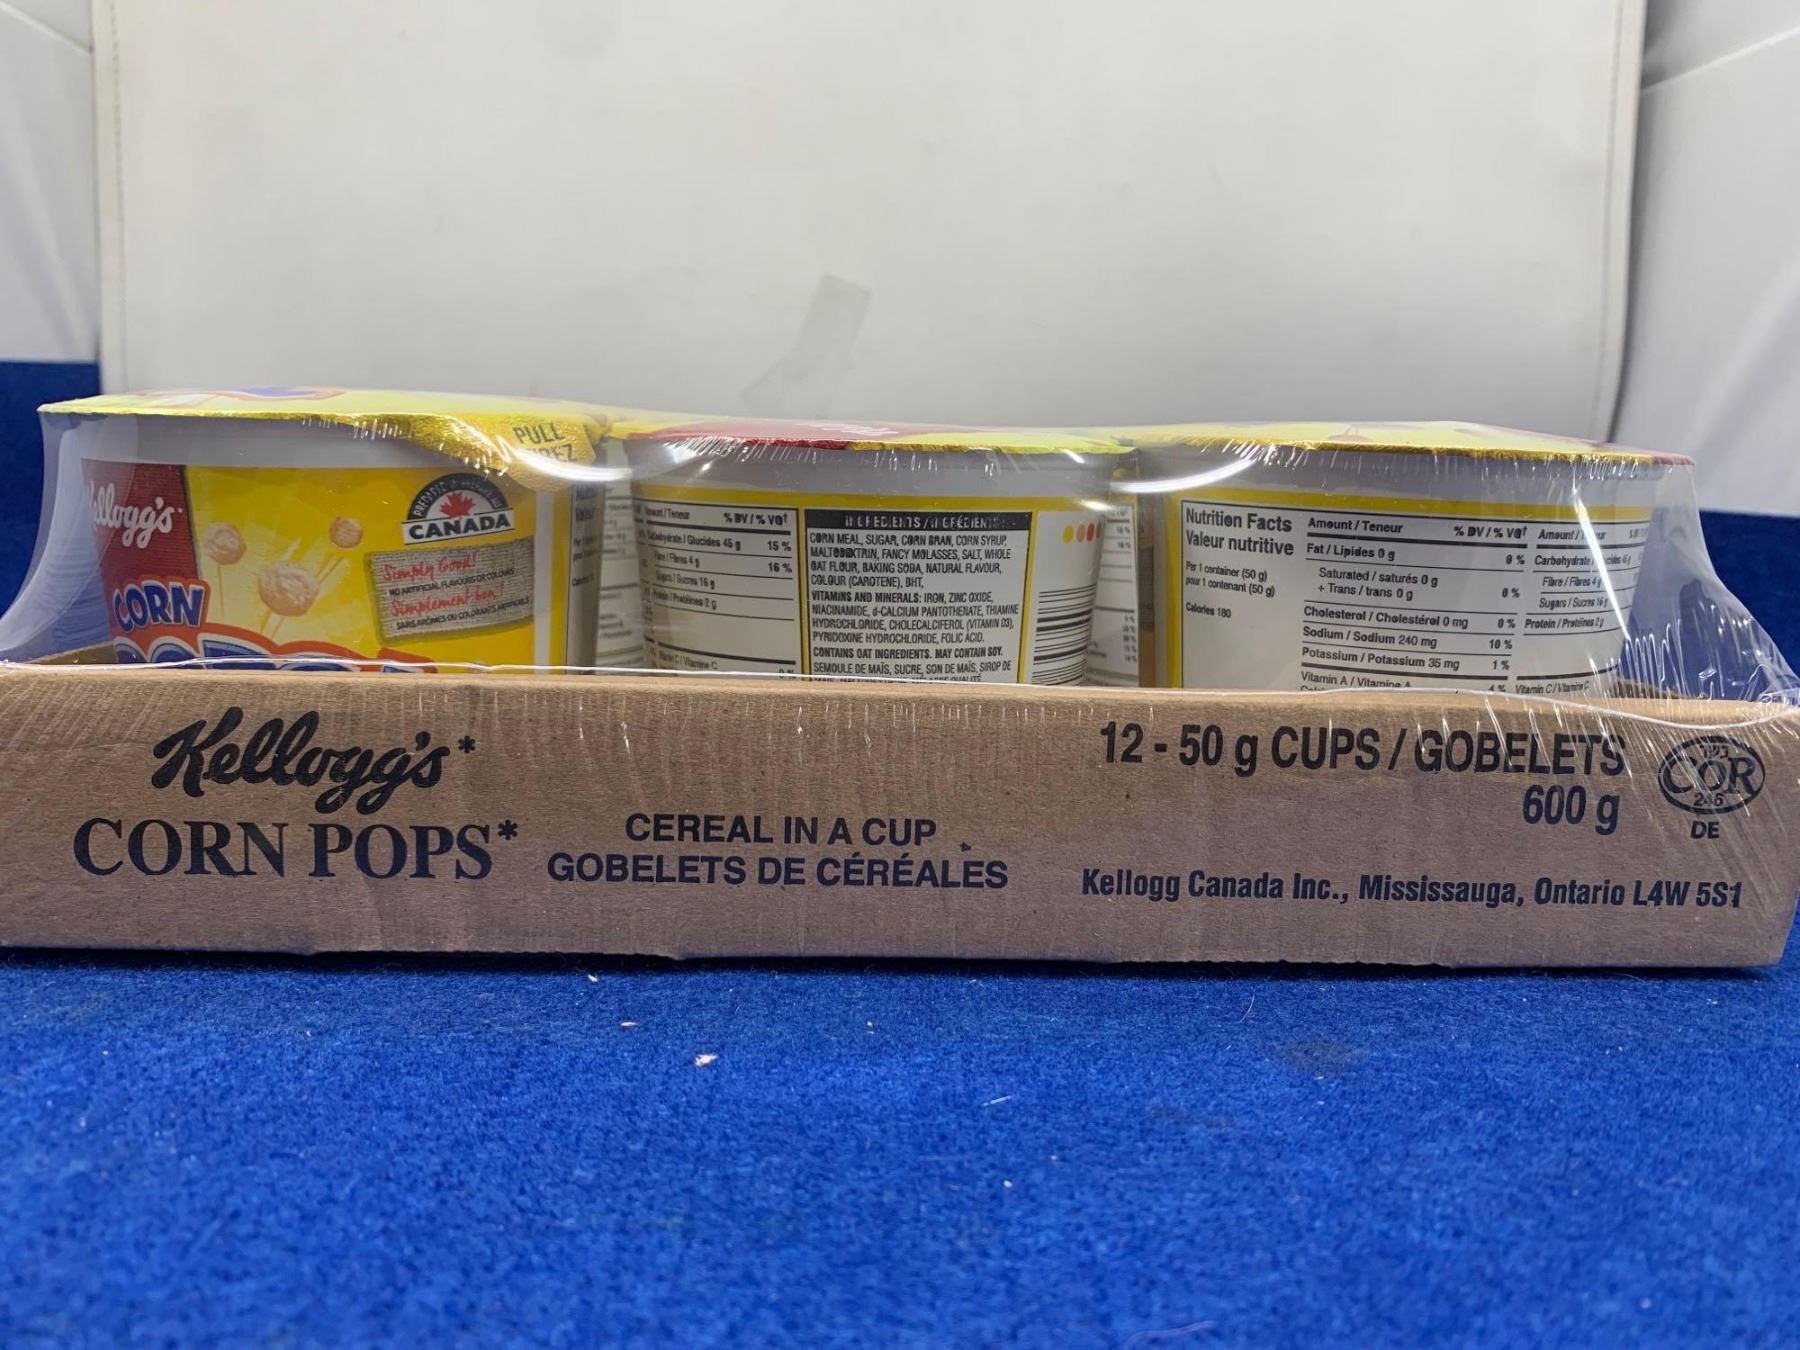 Kellogg's
CORN
PREPARED IN
CANADA
Simply Good!
NO ARTIFICIAL FLAVOURS OR COLOURS
Simplement bon!
SANS ARÔMES OU COLORANTS ARTIFICIELS
PULL
Amount / Teneur % DV / % VQ†
Carbohydrate / Glucides 45 g 15 %
Fibre / Fibres 4 g 16 %
Sugars / Sucres 16 g
Protein / Protéines 2 g
Vitamin C / Vitamine C
INGREDIENTS / INGRÉDIENTS:
CORN MEAL, SUGAR, CORN BRAN, CORN SYRUP,
MALTODEXTRIN, FANCY MOLASSES, SALT, WHOLE
OAT FLOUR, BAKING SODA, NATURAL FLAVOUR,
COLOUR (CAROTENE), BHT.
VITAMINS AND MINERALS: IRON, ZINC OXIDE,
NIACINAMIDE, d-CALCIUM PANTOTHENATE, THIAMINE
HYDROCHLORIDE, CHOLECALCIFEROL (VITAMIN D3),
PYRIDOXINE HYDROCHLORIDE, FOLIC ACID.
CONTAINS OAT INGREDIENTS. MAY CONTAIN SOY.
SEMOULE DE MAÏS, SUCRE, SON DE MAÏS, SIROP DE
Nutrition Facts
Valeur nutritive
Per 1 container (50 g)
pour 1 contenant (50 g)
Calories 180
Amount / Teneur % DV / % VQ†
Fat / Lipides 0 g 0 %
Saturated / saturés 0 g
+ Trans / trans 0 g 0 %
Cholesterol / Cholestérol 0 mg 0 %
Sodium / Sodium 240 mg 10 %
Potassium / Potassium 35 mg 1 %
Vitamin A / Vitamine A 4 %
Amount /
Carbohydrate / 45 g
Fibre / Fibres 4 g
Sugars / Sucres 16 g
Protein / Protéines 2 g
Vitamin C / Vitamine C
Kellogg's*
CORN POPS*
CEREAL IN A CUP
GOBELETS DE CÉRÉALES
12 - 50 g CUPS / GOBELETS
600 g
כשר
COR
246
DE
Kellogg Canada Inc., Mississauga, Ontario L4W 5S1